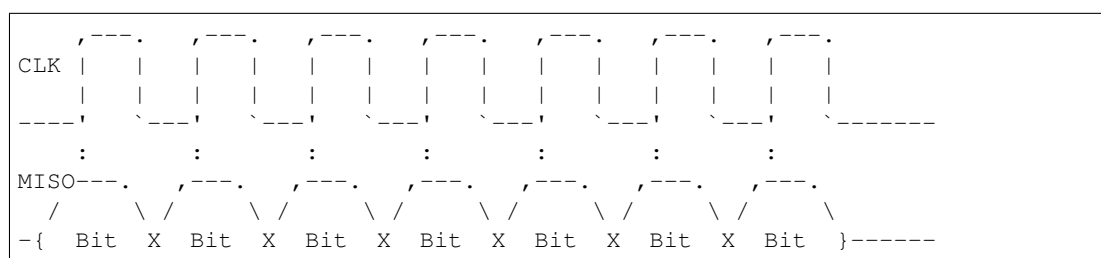 ,---.   ,---.   ,---.   ,---.   ,---.   ,---.   ,---.
CLK |   |   |   |   |   |   |   |   |   |   |   |   |   |
    |   |   |   |   |   |   |   |   |   |   |   |   |   |
----'   `---'   `---'   `---'   `---'   `---'   `---'   `-------
    :       :       :       :       :       :       :
MISO---.   ,---.   ,---.   ,---.   ,---.   ,---.   ,---.
  /     \ /     \ /     \ /     \ /     \ /     \ /     \
-{  Bit  X  Bit  X  Bit  X  Bit  X  Bit  X  Bit  X  Bit  }------